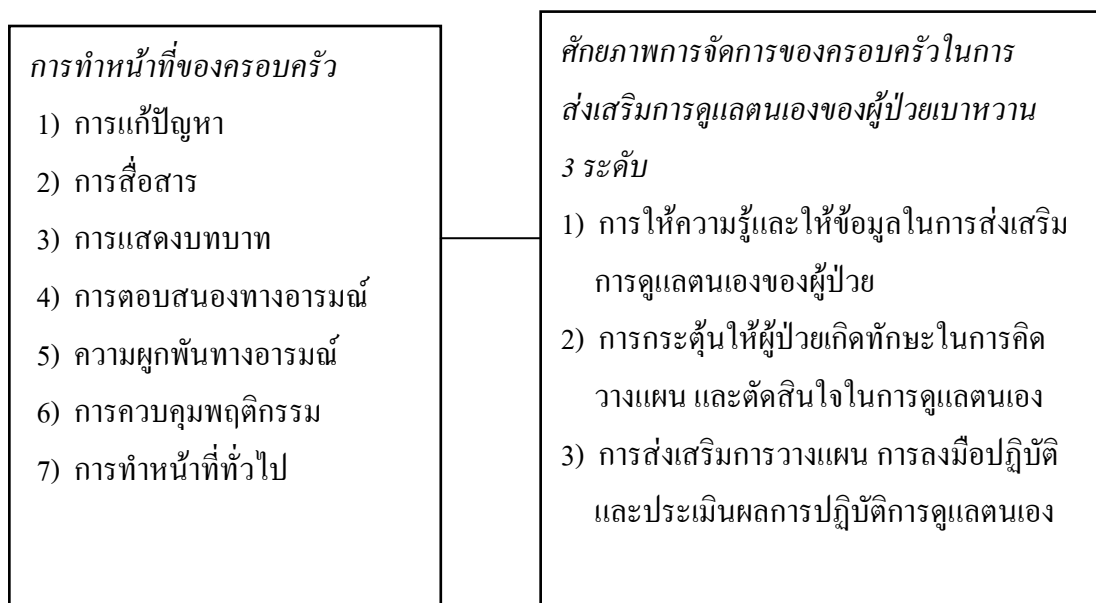 การทำหน้าที่ของครอบครัว
1) การแก้ปัญหา
2) การสื่อสาร
3) การแสดงบทบาท
4) การตอบสนองทางอารมณ์
5) ความผูกพันทางอารมณ์
6) การควบคุมพฤติกรรม
7) การทำหน้าที่ทั่วไป
ศักยภาพการจัดการของครอบครัวในการ
ส่งเสริมการดูแลตนเองของผู้ป่วยเบาหวาน
3 ระดับ
1) การให้ความรู้และให้ข้อมูลในการส่งเสริม
การดูแลตนเองของผู้ป่วย
2) การกระตุ้นให้ผู้ป่วยเกิดทักษะในการคิด
วางแผน และตัดสินใจในการดูแลตนเอง
3) การส่งเสริมการวางแผน การลงมือปฏิบัติ
และประเมินผลการปฏิบัติการดูแลตนเอง